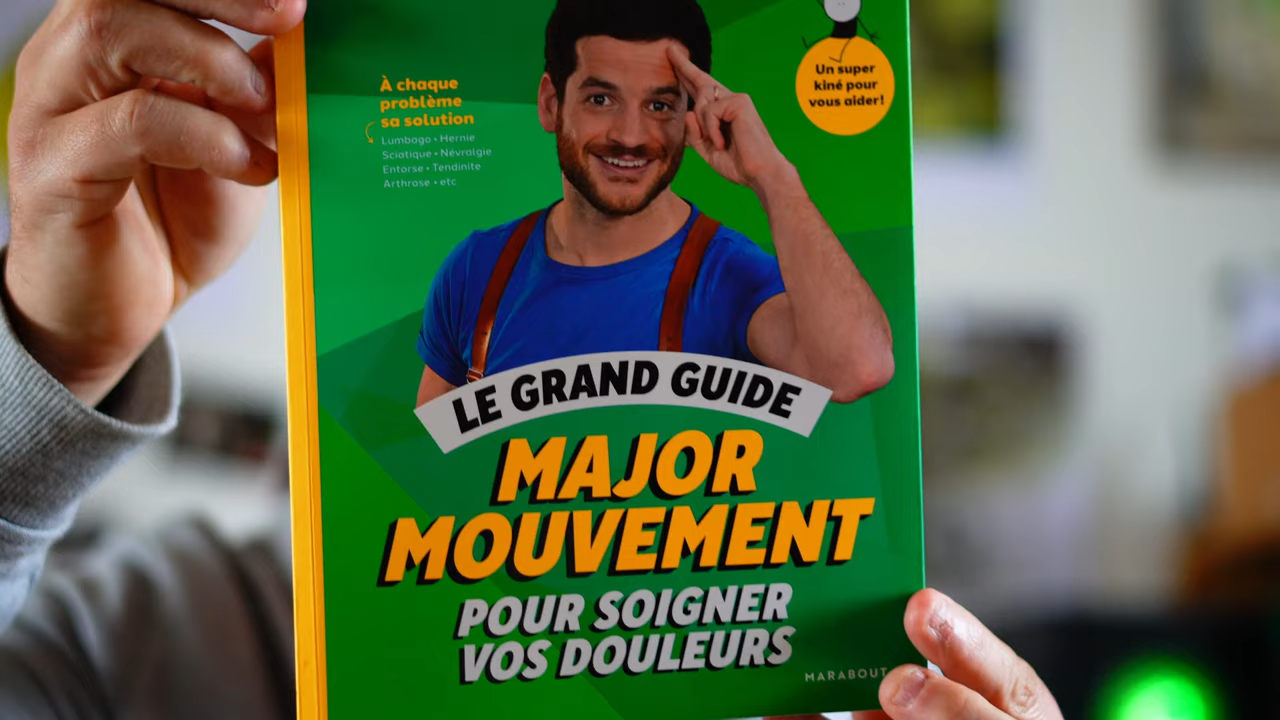 À chaque
problème
sa solution
Lumbago • Hernie
Sciatique • Névralgie
Entorse • Tendinite
Arthrose • etc
Un super
kiné pour
vous aider!
LE GRAND GUIDE
MAJOR
MOUVEMENT
POUR SOIGNER
VOS DOULEURS
MARABOUT